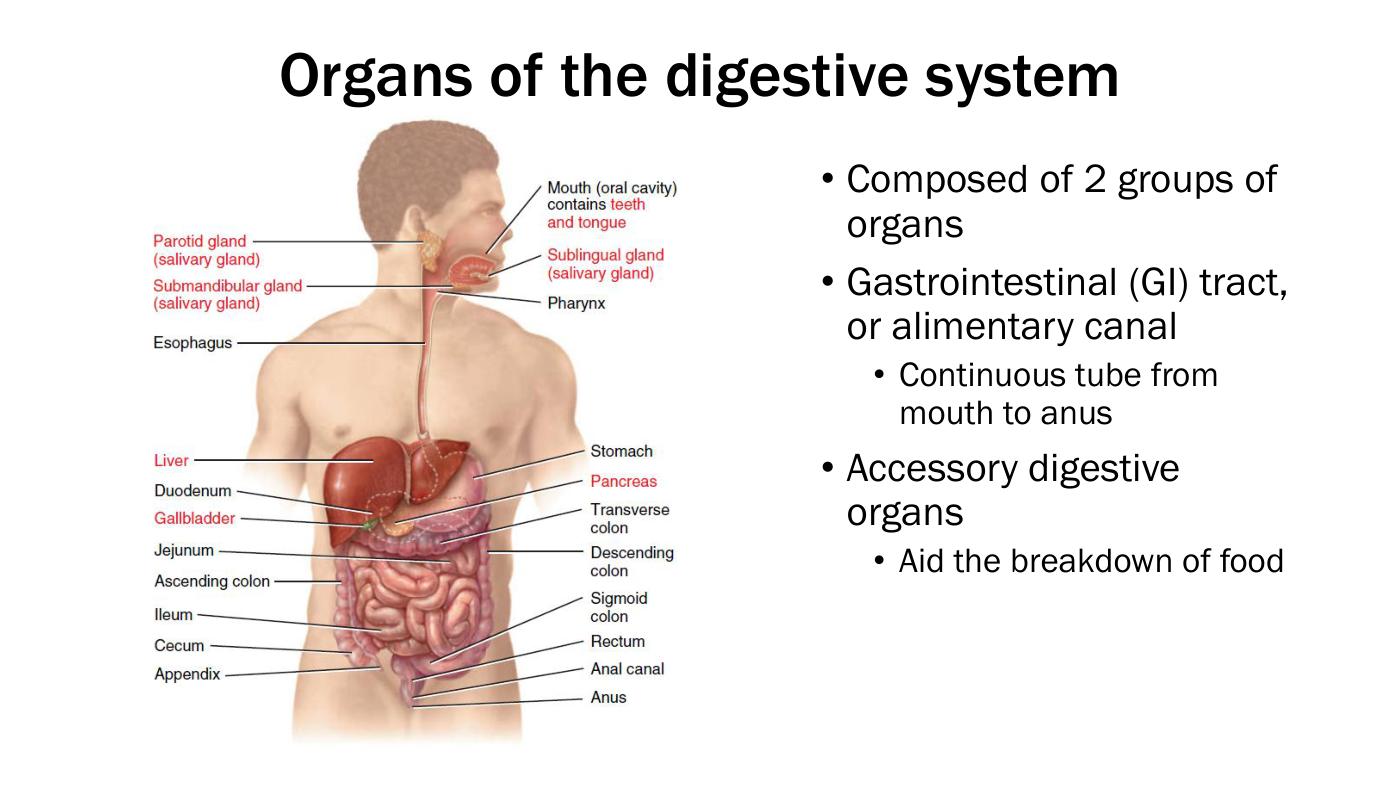 Organs of the digestive system
Mouth (oral cavity)
contains teeth
and tongue
Parotid gland
(salivary gland)
Sublingual gland
(salivary gland)
Submandibular gland
(salivary gland)
Pharynx
Esophagus
Liver
Duodenum
Gallbladder
Jejunum
Ascending colon
Ileum
Cecum
Appendix
Stomach
Pancreas
Transverse
colon
Descending
colon
Sigmoid
colon
Rectum
Anal canal
Anus
• Composed of 2 groups of
organs
• Gastrointestinal (GI) tract,
or alimentary canal
• Continuous tube from
mouth to anus
• Accessory digestive
organs
• Aid the breakdown of food